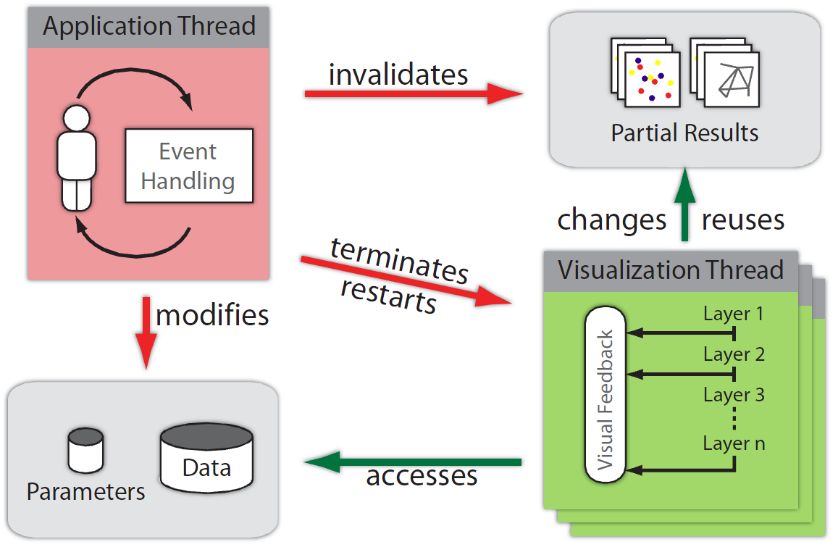 Application Thread
Event
Handling
invalidates
Partial Results
changes reuses
terminates
restarts
modifies
Visualization Thread
Visual Feedback
Layer 1
Layer 2
Layer 3
Layer n
Parameters
Data
accesses